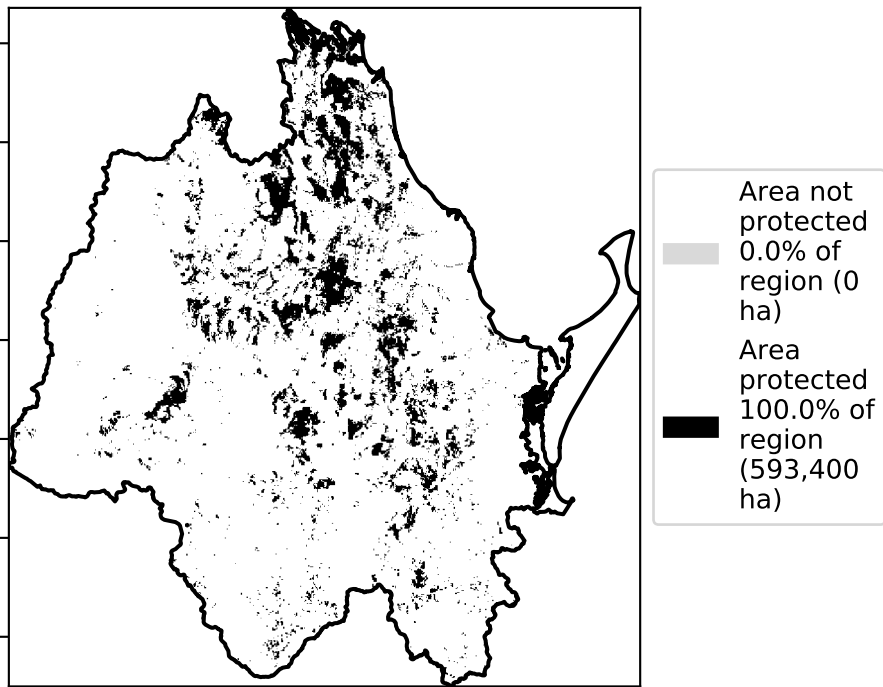 Area not
protected
0.0% of
region (0
ha)
Area
protected
100.0% of
region
(593,400
ha)